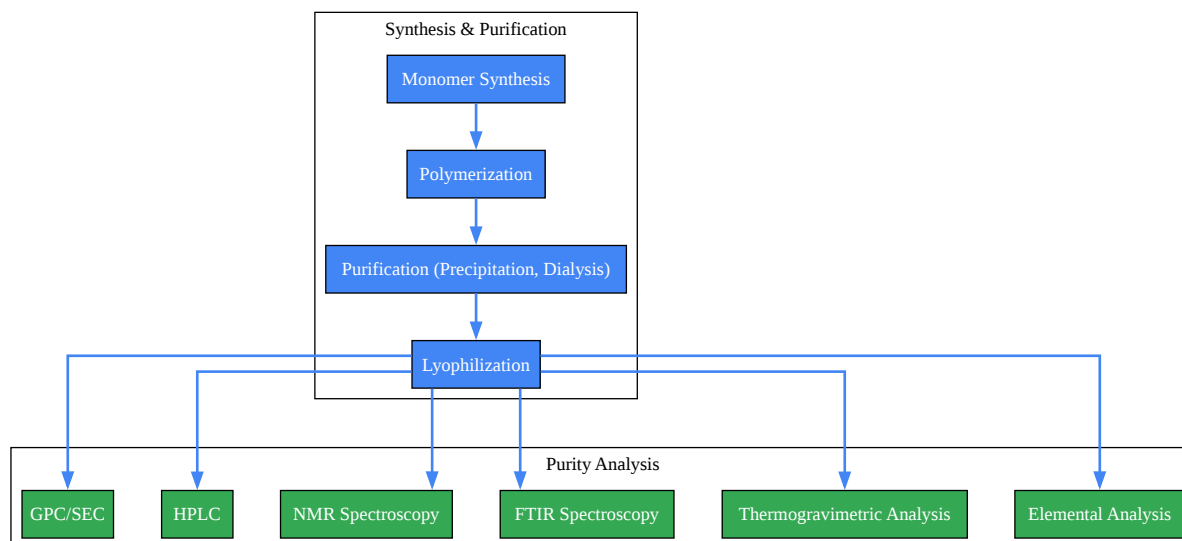 Synthesis & Purification
Monomer Synthesis
Polymerization
Purification (Precipitation, Dialysis)
Lyophilization
Purity Analysis
GPC/SEC
HPLC
NMR Spectroscopy
FTIR Spectroscopy
Thermogravimetric Analysis
Elemental Analysis